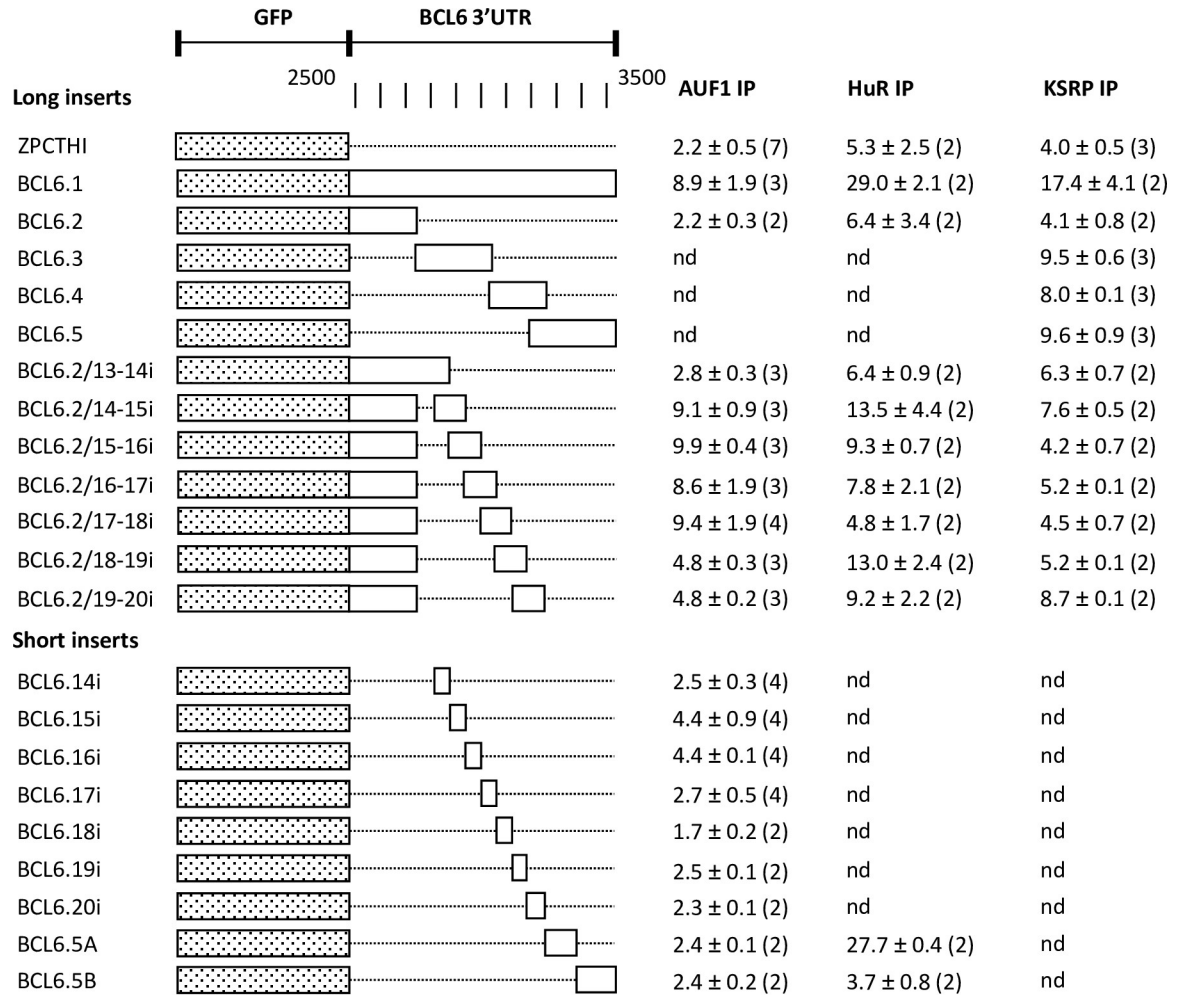 GFP BCL6 3’UTR
2500 3500
Long inserts AUF1 IP HuR IP KSRP IP
ZPCTHI 2.2 ± 0.5 (7) 5.3 ± 2.5 (2) 4.0 ± 0.5 (3)
BCL6.1 8.9 ± 1.9 (3) 29.0 ± 2.1 (2) 17.4 ± 4.1 (2)
BCL6.2 2.2 ± 0.3 (2) 6.4 ± 3.4 (2) 4.1 ± 0.8 (2)
BCL6.3 nd nd 9.5 ± 0.6 (3)
BCL6.4 nd nd 8.0 ± 0.1 (3)
BCL6.5 nd nd 9.6 ± 0.9 (3)
BCL6.2/13-14i 2.8 ± 0.3 (3) 6.4 ± 0.9 (2) 6.3 ± 0.7 (2)
BCL6.2/14-15i 9.1 ± 0.9 (3) 13.5 ± 4.4 (2) 7.6 ± 0.5 (2)
BCL6.2/15-16i 9.9 ± 0.4 (3) 9.3 ± 0.7 (2) 4.2 ± 0.7 (2)
BCL6.2/16-17i 8.6 ± 1.9 (3) 7.8 ± 2.1 (2) 5.2 ± 0.1 (2)
BCL6.2/17-18i 9.4 ± 1.9 (4) 4.8 ± 1.7 (2) 4.5 ± 0.7 (2)
BCL6.2/18-19i 4.8 ± 0.3 (3) 13.0 ± 2.4 (2) 5.2 ± 0.1 (2)
BCL6.2/19-20i 4.8 ± 0.2 (3) 9.2 ± 2.2 (2) 8.7 ± 0.1 (2)
Short inserts
BCL6.14i 2.5 ± 0.3 (4) nd nd
BCL6.15i 4.4 ± 0.9 (4) nd nd
BCL6.16i 4.4 ± 0.1 (4) nd nd
BCL6.17i 2.7 ± 0.5 (4) nd nd
BCL6.18i 1.7 ± 0.2 (2) nd nd
BCL6.19i 2.5 ± 0.1 (2) nd nd
BCL6.20i 2.3 ± 0.1 (2) nd nd
BCL6.5A 2.4 ± 0.1 (2) 27.7 ± 0.4 (2) nd
BCL6.5B 2.4 ± 0.2 (2) 3.7 ± 0.8 (2) nd